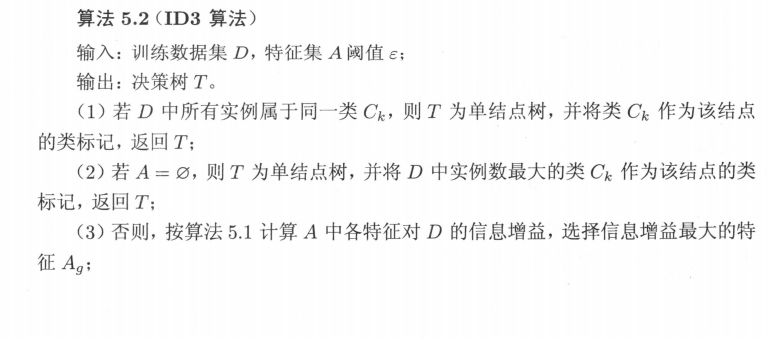 算法 5.2（ID3 算法）
输入：训练数据集 D，特征集 A 阈值 ε；
输出：决策树 T。
（1）若 D 中所有实例属于同一类 Cₖ，则 T 为单结点树，并将类 Cₖ 作为该结点
的类标记，返回 T；
（2）若 A = ∅，则 T 为单结点树，并将 D 中实例数最大的类 Cₖ 作为该结点的类
标记，返回 T；
（3）否则，按算法 5.1 计算 A 中各特征对 D 的信息增益，选择信息增益最大的特
征 A_g；